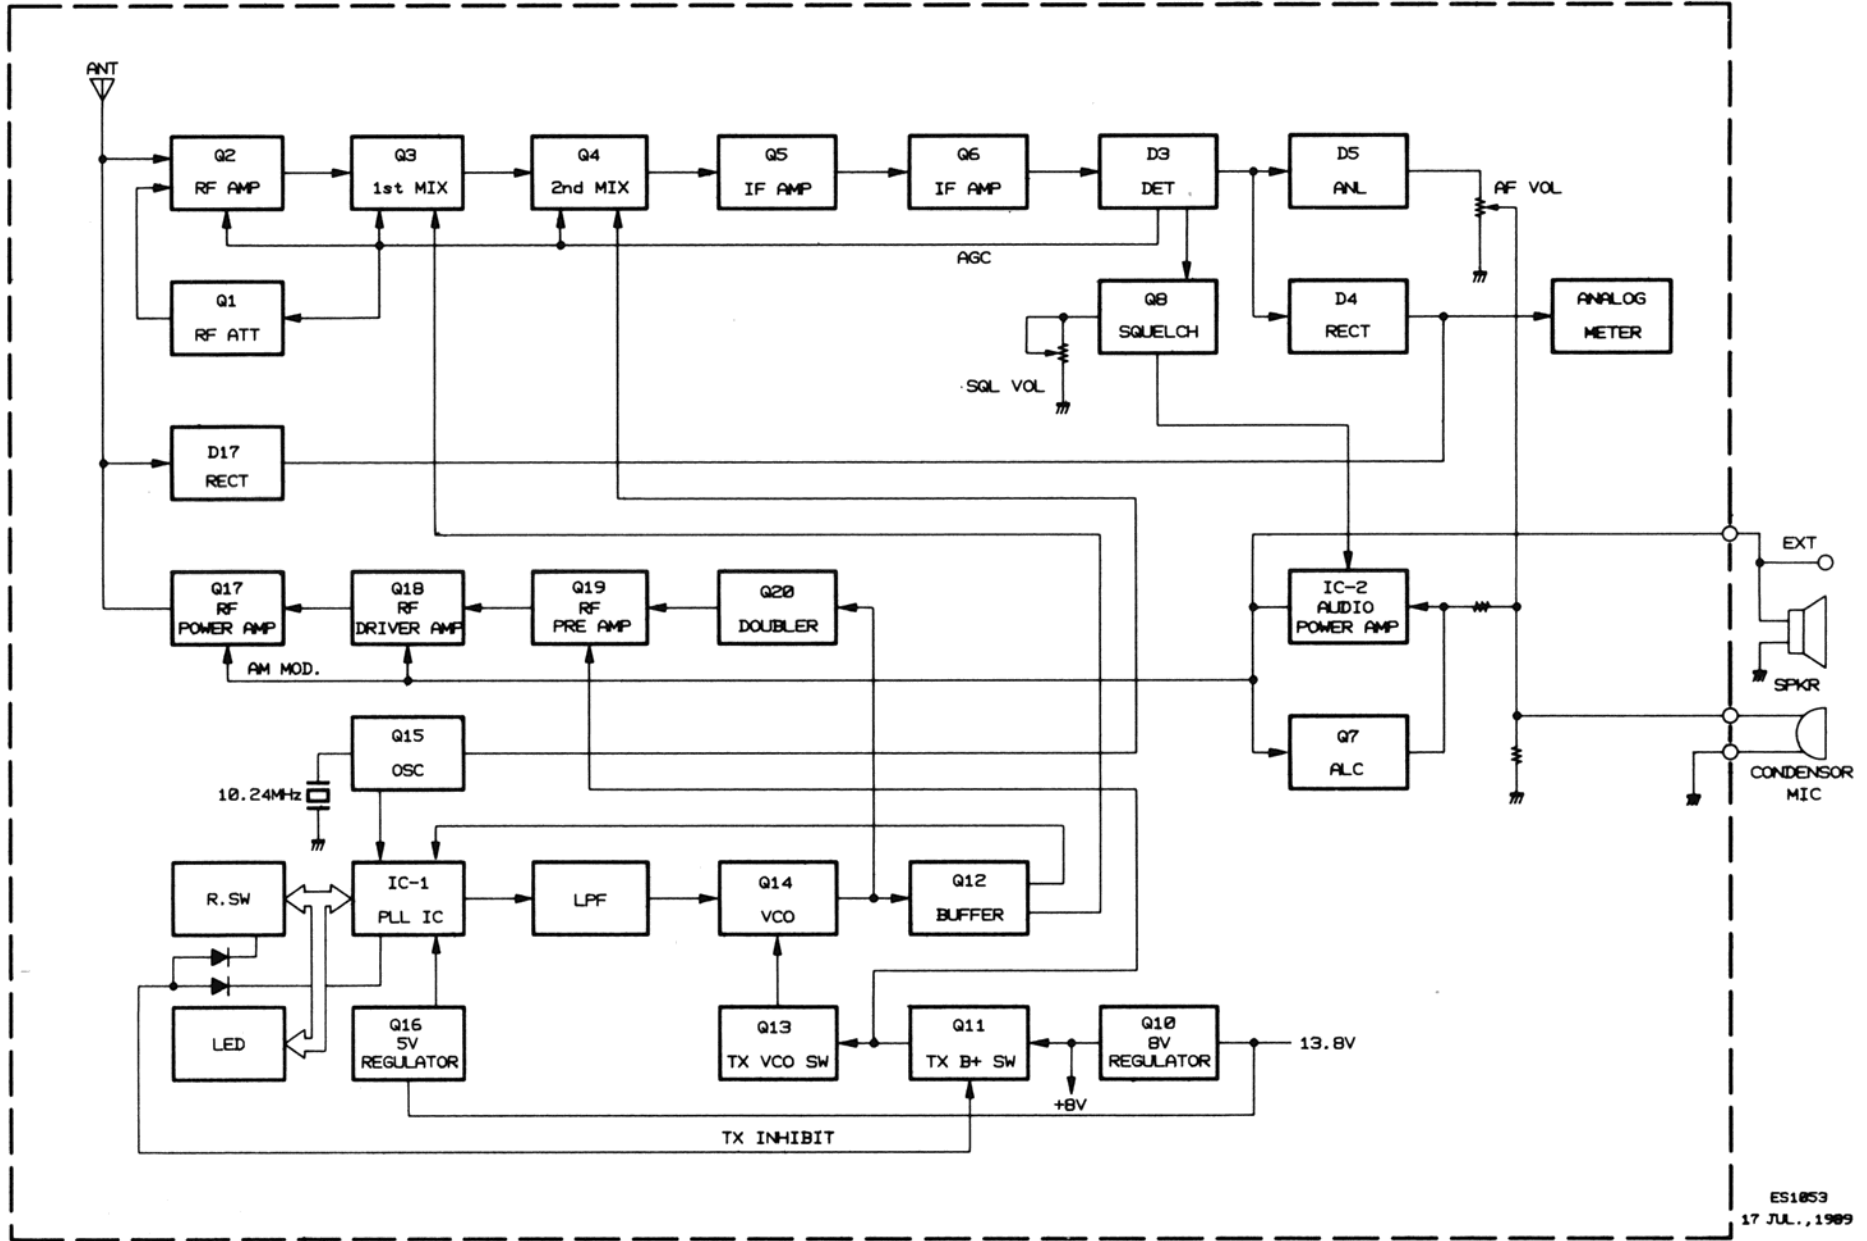 ANT
Q2
RF AMP
Q3
1st MIX
Q4
2nd MIX
Q5
IF AMP
Q6
IF AMP
D3
DET
D5
ANL
AF VOL
AGC
Q1
RF ATT
Q8
SQUELCH
D4
RECT
ANALOG
METER
SQL VOL
D17
RECT
EXT
Q17
RF
POWER AMP
Q18
RF
DRIVER AMP
Q19
RF
PRE AMP
Q20
DOUBLER
IC-2
AUDIO
POWER AMP
AM MOD.
SPKR
Q15
OSC
Q7
ALC
10.24MHz
CONDENSOR
MIC
R.SW
IC-1
PLL IC
LPF
Q14
VCO
Q12
BUFFER
LED
Q16
5V
REGULATOR
Q13
TX VCO SW
Q11
TX B+ SW
Q10
8V
REGULATOR
13.8V
+8V
TX INHIBIT
ES1053
17 JUL.,1989